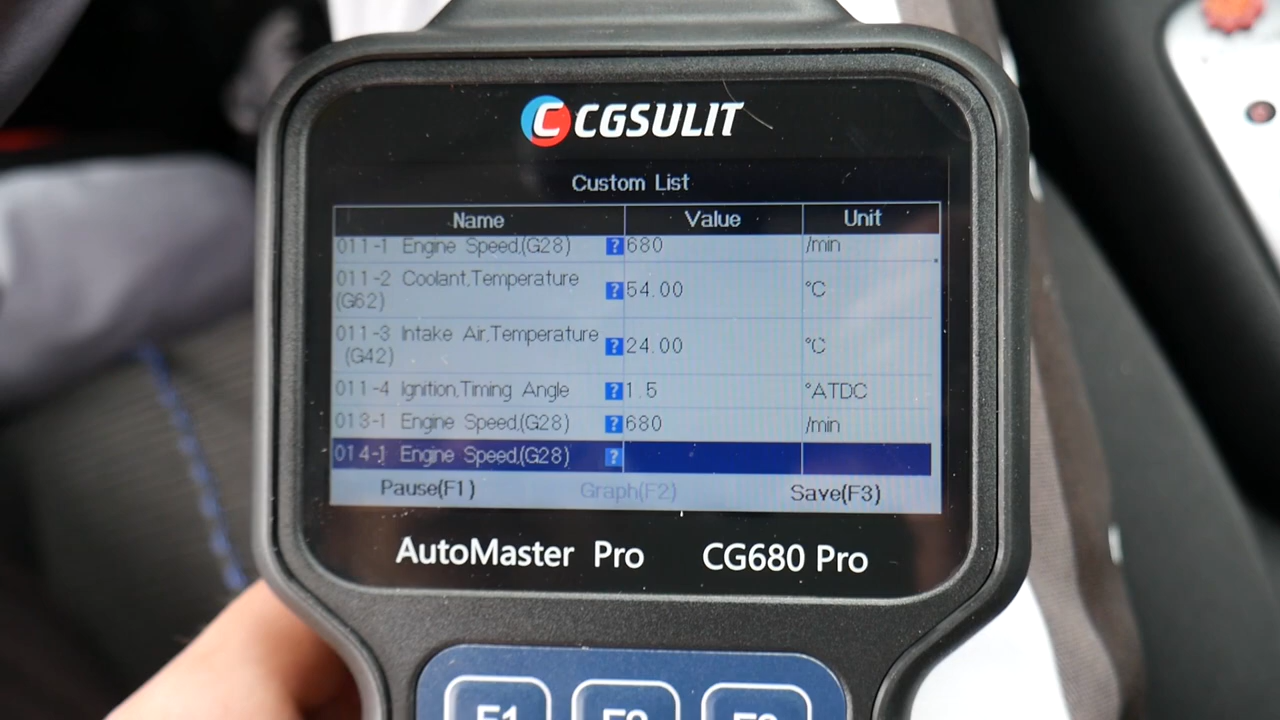 CGSULIT
Custom List
Name Value Unit
011-1 Engine Speed,(G28) ? 680 /min
011-2 Coolant,Temperature
(G62) ? 54.00 °C
011-3 Intake Air,Temperature
(G42) ? 24.00 °C
011-4 Ignition,Timing Angle ? 1.5 °ATDC
013-1 Engine Speed,(G28) ? 680 /min
014-1 Engine Speed,(G28) ?
Pause(F1) Graph(F2) Save(F3)
AutoMaster Pro CG680 Pro
F1 F2 F3